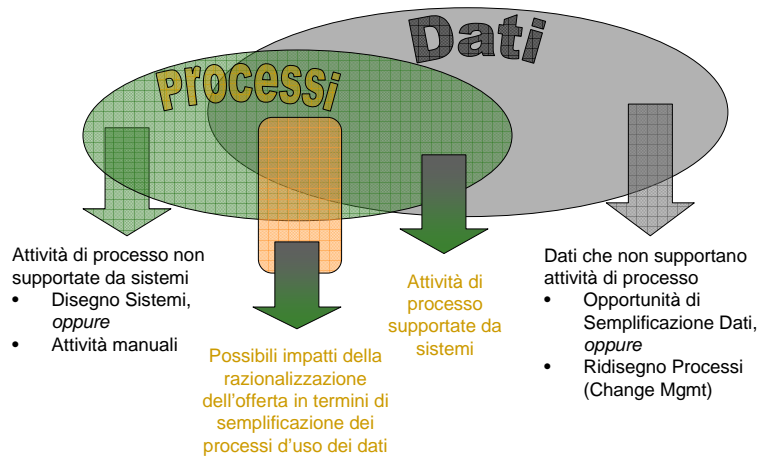 Dati
Processi
Attività di processo non
supportate da sistemi
• Disegno Sistemi,
oppure
• Attività manuali
Possibili impatti della
razionalizzazione
dell'offerta in termini di
semplificazione dei
processi d'uso dei dati
Attività di
processo
supportate da
sistemi
Dati che non supportano
attività di processo
• Opportunità di
Semplificazione Dati,
oppure
• Ridisegno Processi
(Change Mgmt)